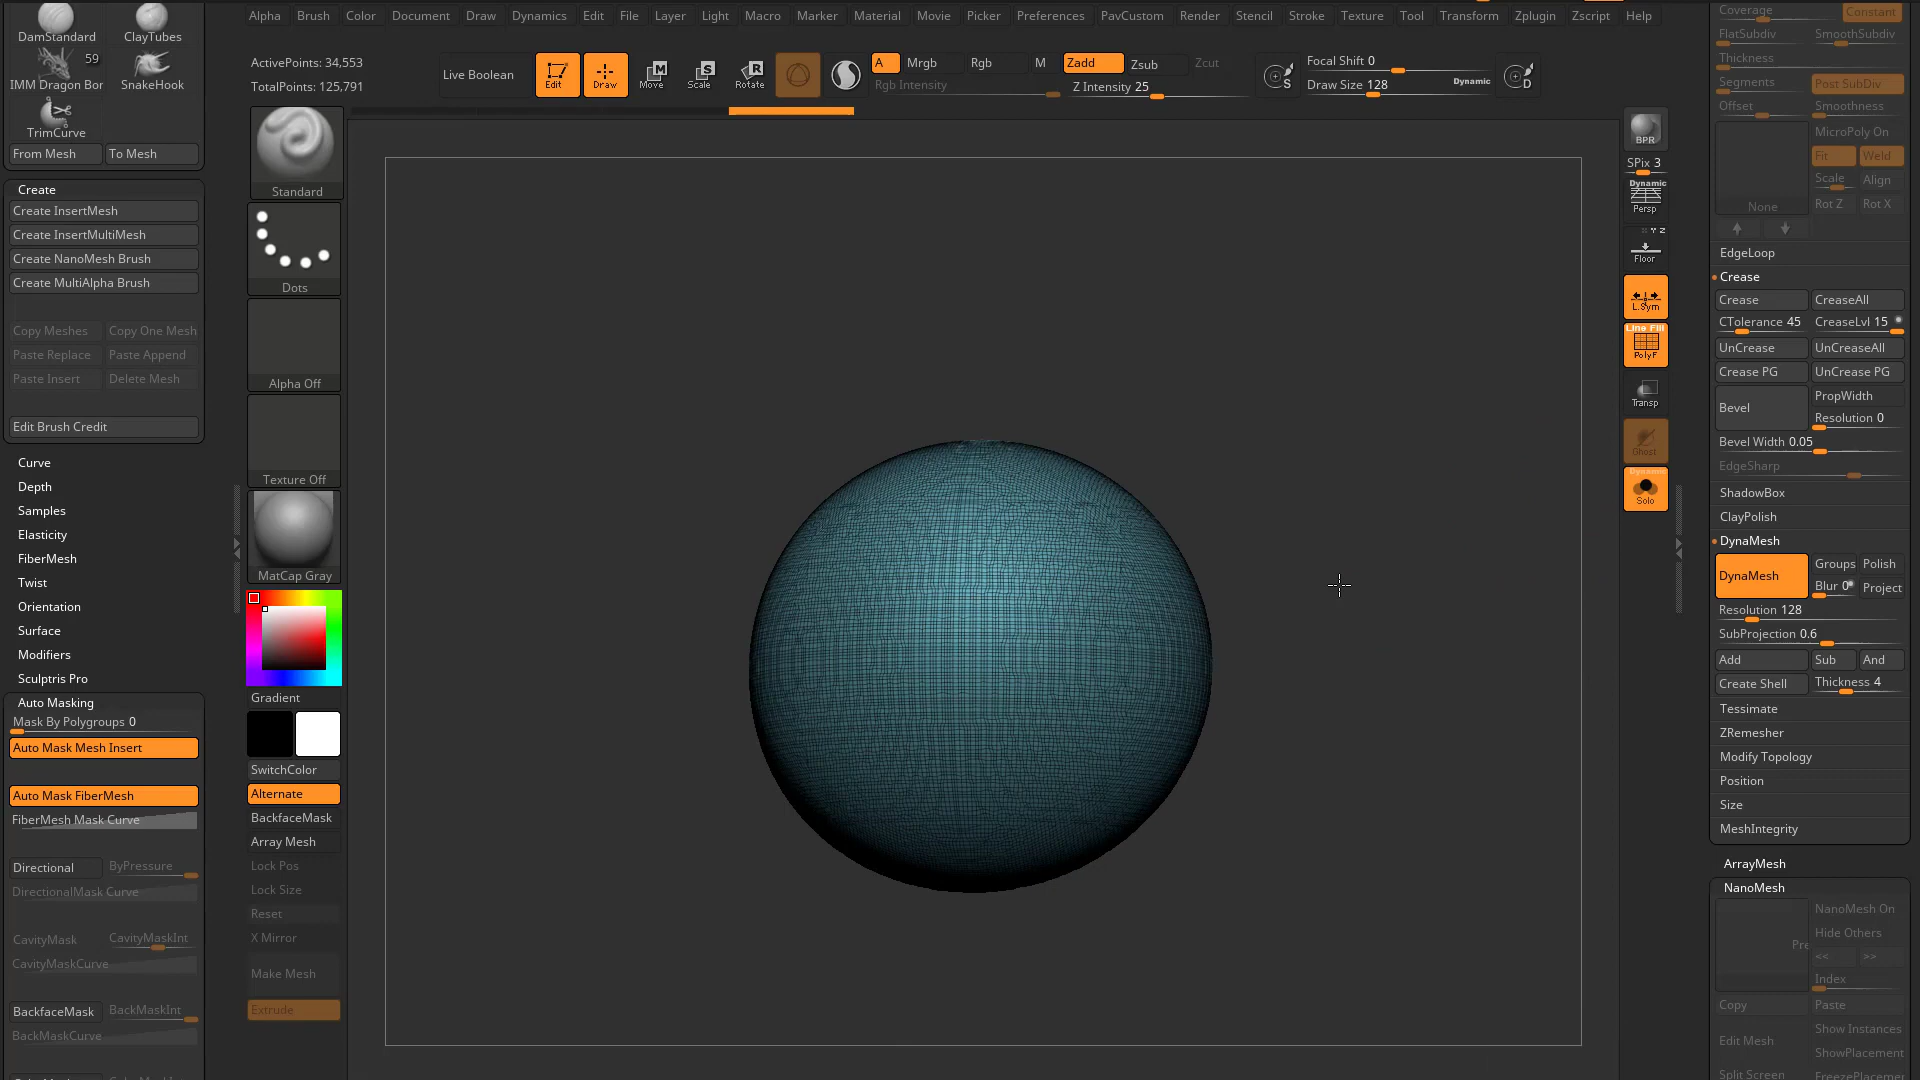 Alpha Brush Color Document Draw Dynamics Edit File Layer Light Macro Marker Material Movie Picker Preferences PavCustom Render Stencil Stroke Texture Tool Transform Zplugin Zscript Help
ActivePoints: 34,553
TotalPoints: 125,791
Live Boolean
Edit
Draw
Move
Scale
Rotate
A Mrgb Rgb M Zadd Zsub Zcut
Rgb Intensity
Z Intensity 25
S
Focal Shift 0
Draw Size 128
Dynamic
D
DamStandard ClayTubes
59
IMM Dragon Bor SnakeHook
TrimCurve
From Mesh To Mesh
Create
Create InsertMesh
Create InsertMultiMesh
Create NanoMesh Brush
Create MultiAlpha Brush
Copy Meshes Copy One Mesh
Paste Replace Paste Append
Paste Insert Delete Mesh
Edit Brush Credit
Curve
Depth
Samples
Elasticity
FiberMesh
Twist
Orientation
Surface
Modifiers
Sculptris Pro
Auto Masking
Mask By Polygroups 0
Auto Mask Mesh Insert
Auto Mask FiberMesh
FiberMesh Mask Curve
Directional ByPressure
DirectionalMask Curve
CavityMask CavityMaskInt
CavityMaskCurve
BackfaceMask BackMaskInt
BackMaskCurve
Standard
Dots
Alpha Off
Texture Off
MatCap Gray
Gradient
SwitchColor
Alternate
BackfaceMask
Array Mesh
Lock Pos
Lock Size
Reset
X Mirror
Make Mesh
Extrude
BPR
SPix 3
Dynamic
Persp
Floor
L.Sym
Line Fill
PolyF
Transp
Ghost
Dynamic
Solo
Coverage Constant
FlatSubdiv SmoothSubdiv
Thickness
Segments Post SubDiv
Offset Smoothness
MicroPoly On
Fit Weld
Scale Align
None Rot Z Rot X
EdgeLoop
Crease
Crease CreaseAll
CTolerance 45 CreaseLvl 15
UnCrease UnCreaseAll
Crease PG UnCrease PG
Bevel PropWidth
Resolution 0
Bevel Width 0.05
EdgeSharp
ShadowBox
ClayPolish
DynaMesh
DynaMesh Groups Polish
Blur 0 Project
Resolution 128
SubProjection 0.6
Add Sub And
Create Shell Thickness 4
Tessimate
ZRemesher
Modify Topology
Position
Size
MeshIntegrity
ArrayMesh
NanoMesh
NanoMesh On
Hide Others
Pre << >>
Index
Copy Paste
Show Instances
Edit Mesh
ShowPlacement
Split Screen